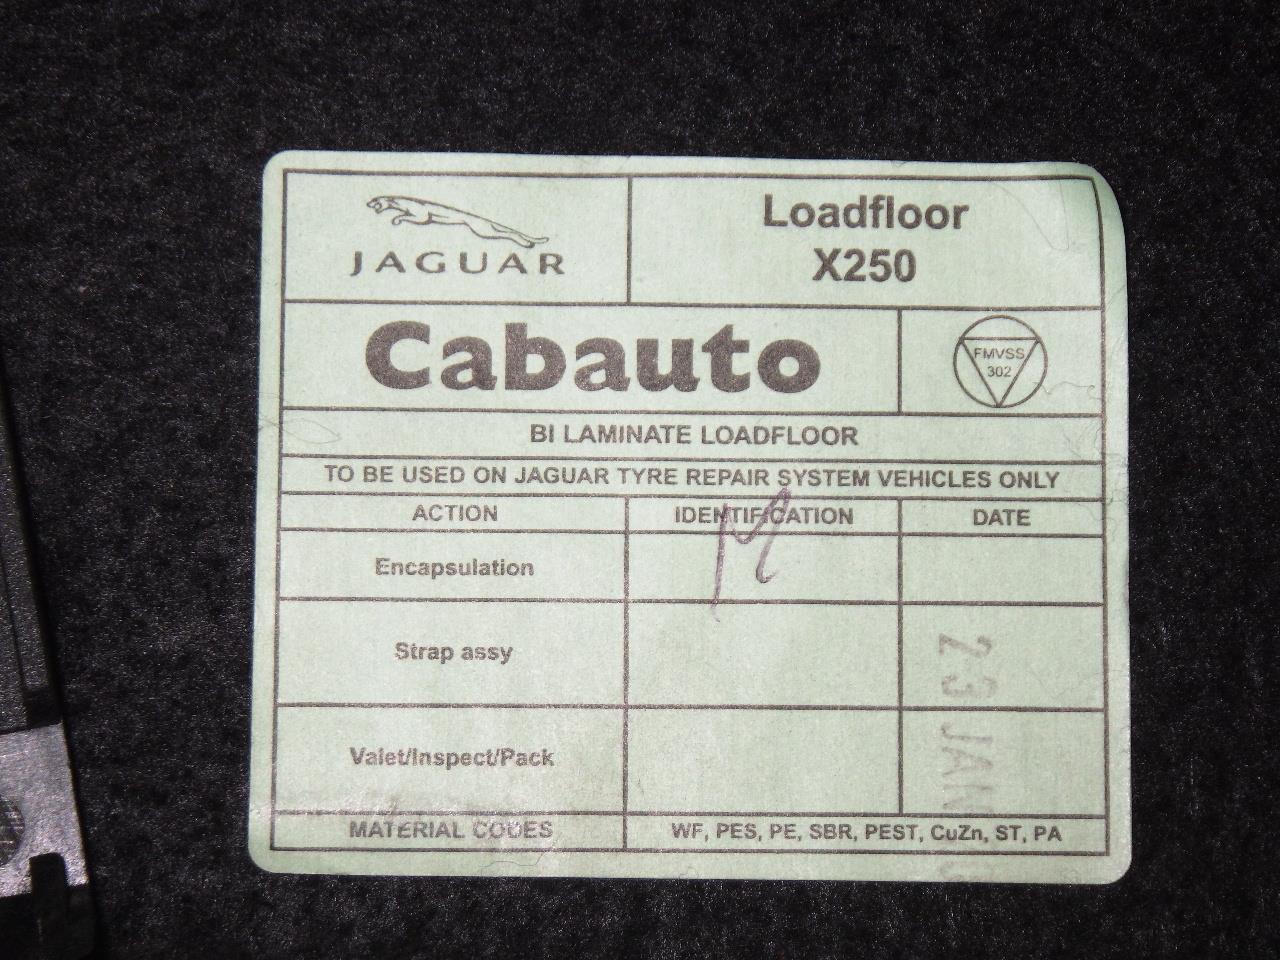 JAGUAR
Loadfloor
X250
Cabauto
FMVSS
302
BI LAMINATE LOADFLOOR
TO BE USED ON JAGUAR TYRE REPAIR SYSTEM VEHICLES ONLY
ACTION IDENTIFICATION DATE
Encapsulation M
Strap assy
Valet/Inspect/Pack
23 JAN
MATERIAL CODES WF, PES, PE, SBR, PEST, CuZn, ST, PA